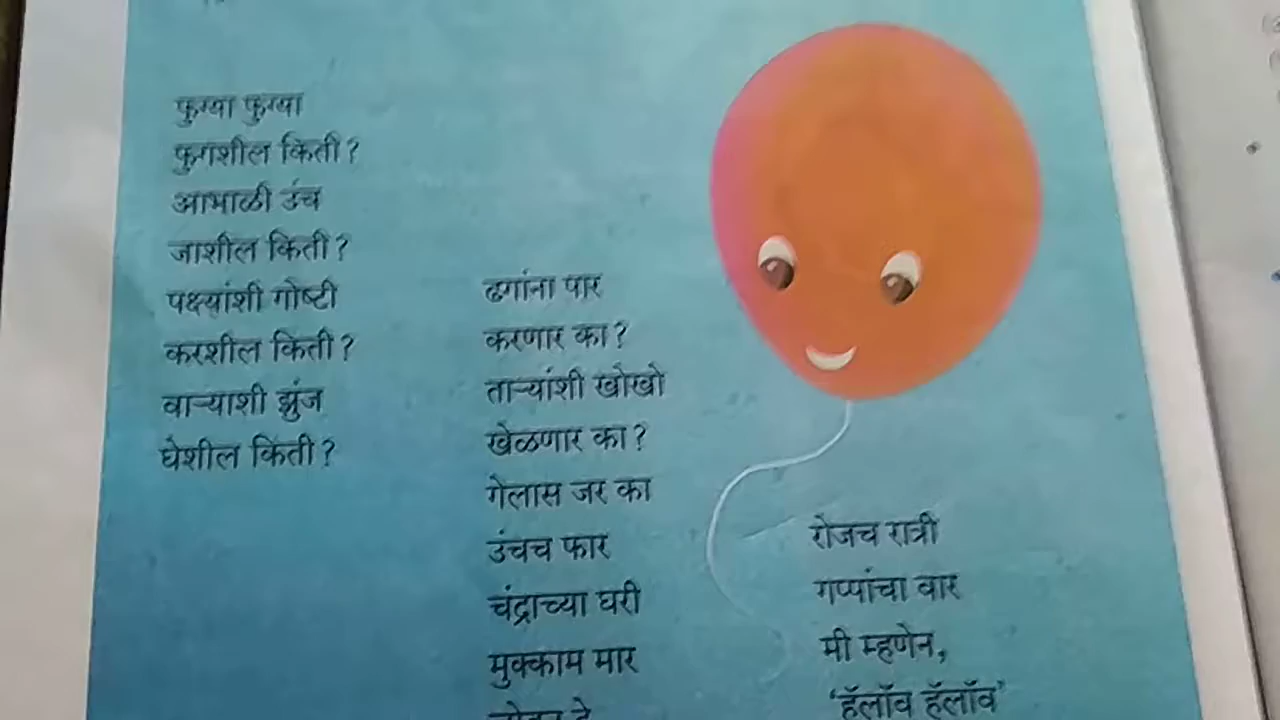 फुग्या फुग्या
फुगशील किती?
आभाळी उंच
जाशील किती?
पक्ष्यांशी गोष्टी
करशील किती?
वाऱ्याशी झुंज
घेशील किती?
ढगांना पार
करणार का?
ताऱ्यांशी खोखो
खेळणार का?
गेलास जर का
उंचच फार
चंद्राच्या घरी
मुक्काम मार
रोजच रात्री
गप्पांचा वार
मी म्हणेन,
'हॅलॉव हॅलॉव'